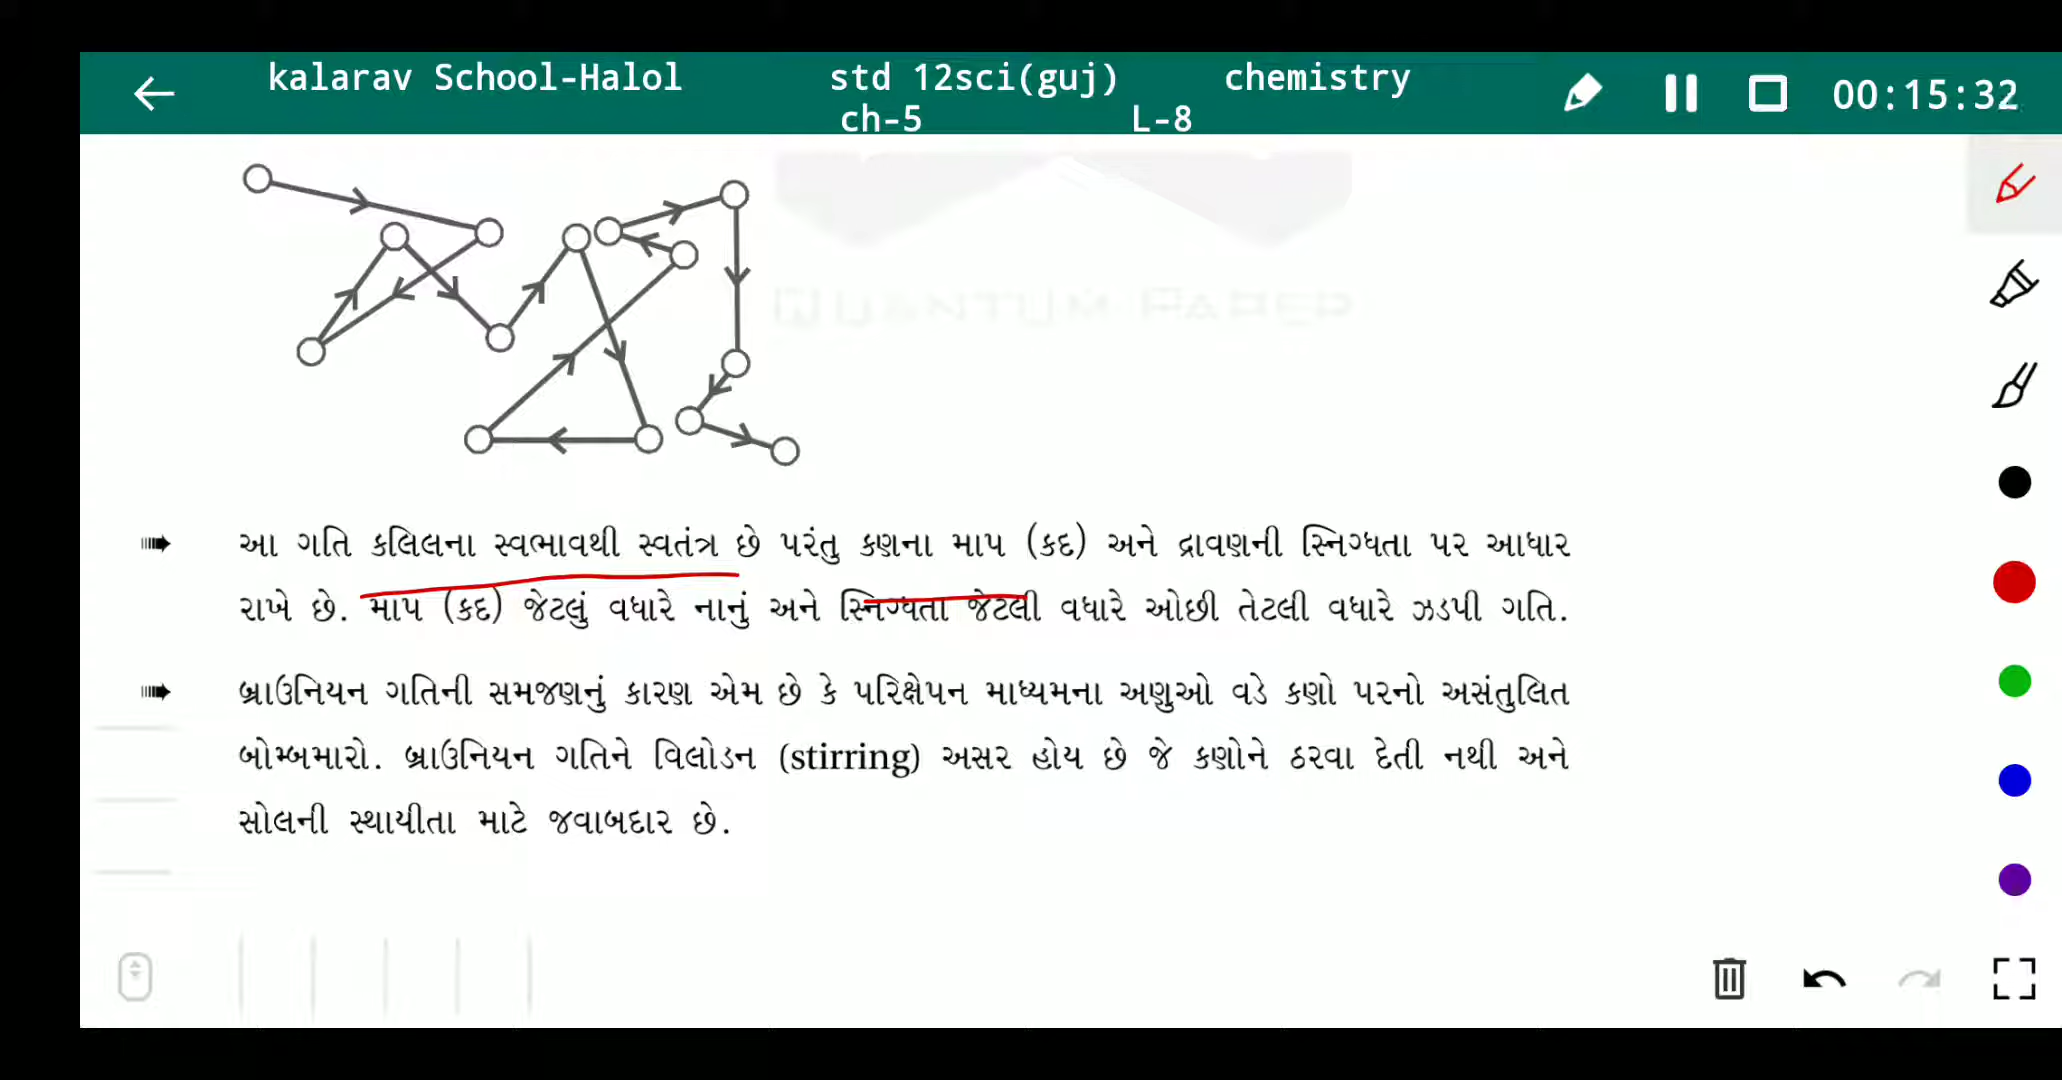 kalarav School-Halol std 12sci(guj) chemistry
ch-5 L-8
00:15:32
QUANTUM PAPER
આ ગતિ કલિલના સ્વભાવથી સ્વતંત્ર છે પરંતુ કણના માપ (કદ) અને દ્રાવણની સ્નિગ્ધતા પર આધાર
રાખે છે. માપ (કદ) જેટલું વધારે નાનું અને સ્નિગ્ધતા જેટલી વધારે ઓછી તેટલી વધારે ઝડપી ગતિ.
બ્રાઉનિયન ગતિની સમજણનું કારણ એમ છે કે પરિક્ષેપન માધ્યમના અણુઓ વડે કણો પરનો અસંતુલિત
બોમ્બમારો. બ્રાઉનિયન ગતિને વિલોડન (stirring) અસર હોય છે જે કણોને ઠરવા દેતી નથી અને
સોલની સ્થાયીતા માટે જવાબદાર છે.